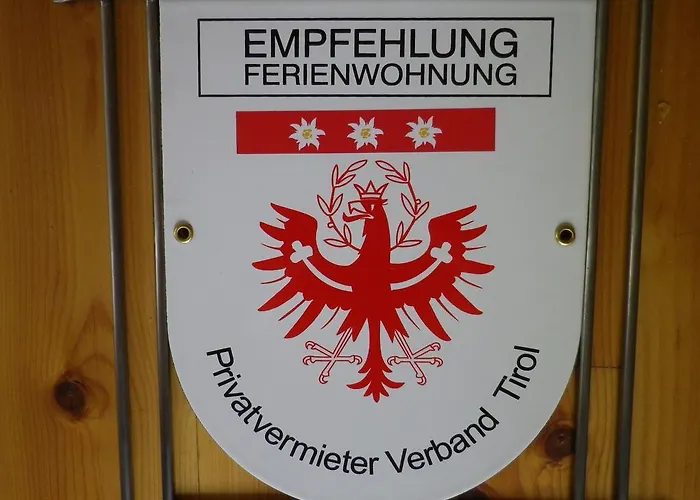 EMPFEHLUNG
FERIENWOHNUNG
Privatvermieter Verband Tirol